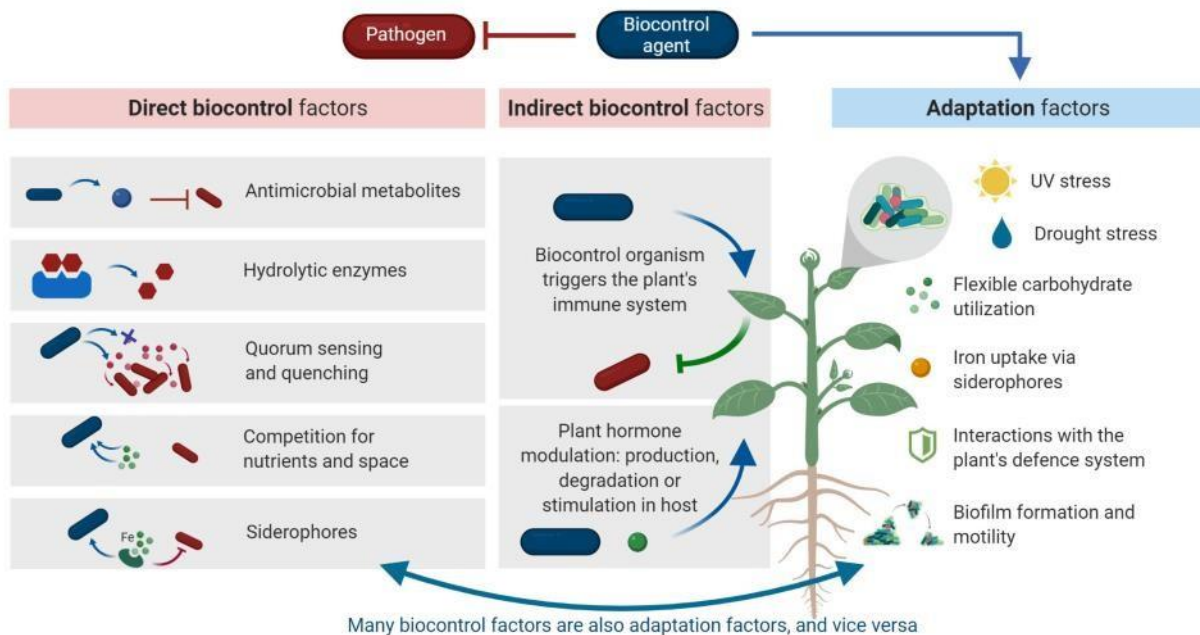 Pathogen
Biocontrol
agent
Direct biocontrol factors
Indirect biocontrol factors
Adaptation factors
Antimicrobial metabolites
Hydrolytic enzymes
Quorum sensing
and quenching
Competition for
nutrients and space
Fe
Siderophores
Biocontrol organism
triggers the plant's
immune system
Plant hormone
modulation: production,
degradation or
stimulation in host
UV stress
Drought stress
Flexible carbohydrate
utilization
Iron uptake via
siderophores
Interactions with the
plant's defence system
Biofilm formation and
motility
Many biocontrol factors are also adaptation factors, and vice versa